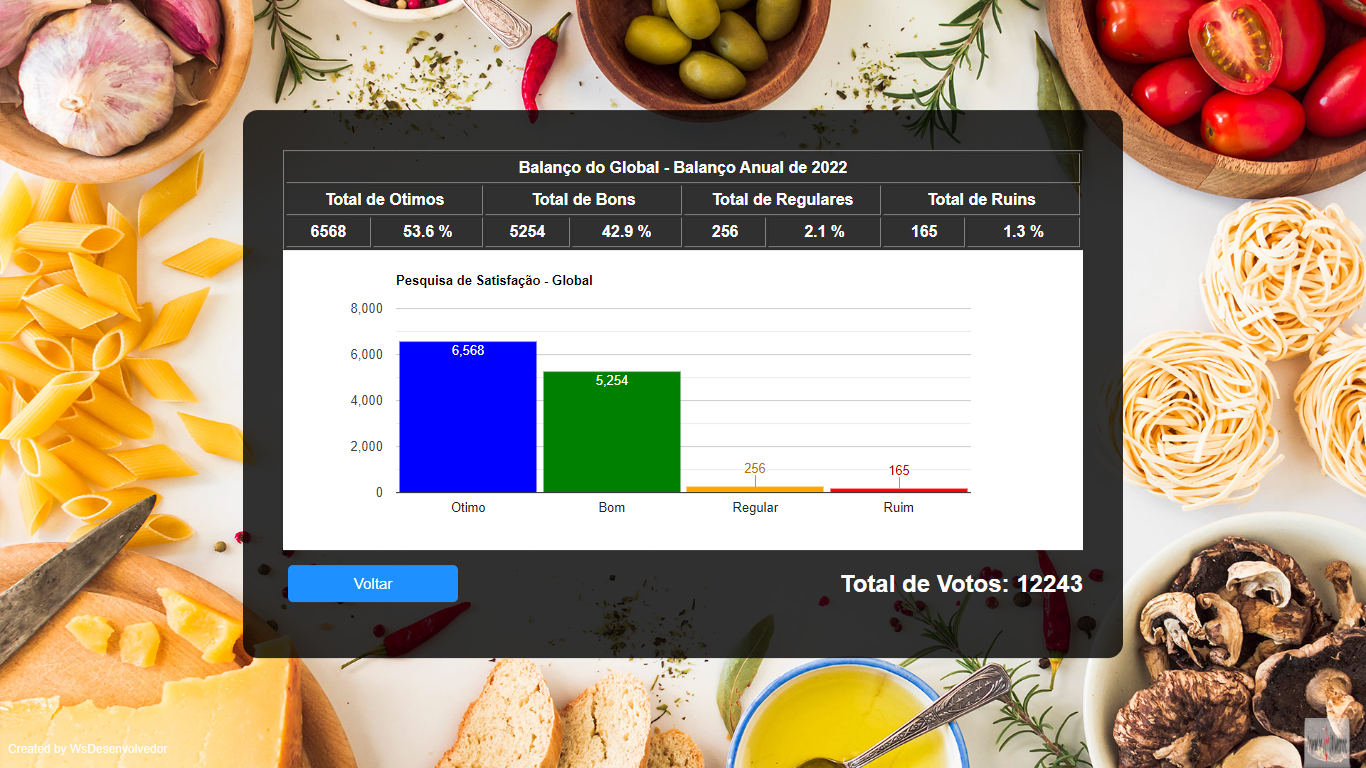 Balanço do Global - Balanço Anual de 2022
Total de Otimos Total de Bons Total de Regulares Total de Ruins
6568 53.6 % 5254 42.9 % 256 2.1 % 165 1.3 %
Pesquisa de Satisfação - Global
8,000
6,000
4,000
2,000
0
6,568
5,254
256
165
Otimo Bom Regular Ruim
Voltar
Total de Votos: 12243
Created by WsDesenvolvedor